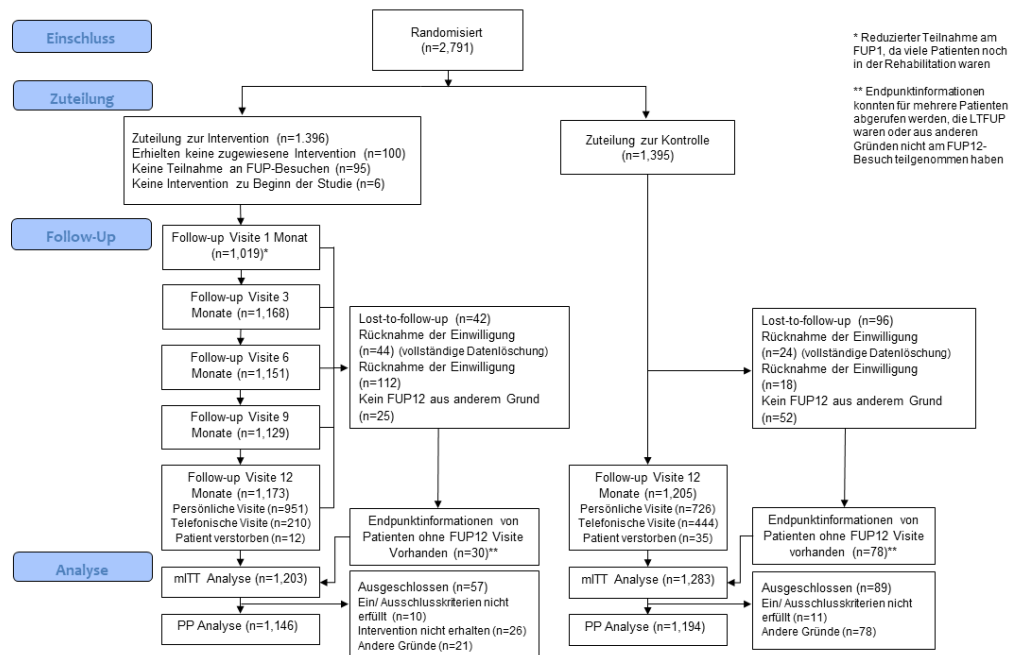 Einschluss
Randomisiert
(n=2,791)
* Reduzierter Teilnahme am
FUP1, da viele Patienten noch
in der Rehabilitation waren
** Endpunktinformationen
konnten für mehrere Patienten
abgerufen werden, die LTFUP
waren oder aus anderen
Gründen nicht am FUP12-
Besuch teilgenommen haben
Zuteilung
Zuteilung zur Intervention (n=1.396)
Erhielten keine zugewiesene Intervention (n=100)
Keine Teilnahme an FUP-Besuchen (n=95)
Keine Intervention zu Beginn der Studie (n=6)
Zuteilung zur Kontrolle
(n=1,395)
Follow-Up
Follow-up Visite 1 Monat
(n=1,019)*
Follow-up Visite 3
Monate (n=1,168)
Follow-up Visite 6
Monate (n=1,151)
Follow-up Visite 9
Monate (n=1,129)
Follow-up Visite 12
Monate (n=1,173)
Persönliche Visite (n=951)
Telefonische Visite (n=210)
Patient verstorben (n=12)
Lost-to-follow-up (n=42)
Rücknahme der Einwilligung
(n=44) (vollständige Datenlöschung)
Rücknahme der Einwilligung
(n=112)
Kein FUP12 aus anderem Grund
(n=25)
Endpunktinformationen von
Patienten ohne FUP12 Visite
Vorhanden (n=30)**
Follow-up Visite 12
Monate (n=1,205)
Persönliche Visite (n=726)
Telefonische Visite (n=444)
Patient verstorben (n=35)
Lost-to-follow-up (n=96)
Rücknahme der Einwilligung
(n=24) (vollständige Datenlöschung)
Rücknahme der Einwilligung
(n=18)
Kein FUP12 aus anderem Grund
(n=52)
Endpunktinformationen von
Patienten ohne FUP12 Visite
vorhanden (n=78)**
Analyse
mITT Analyse (n=1,203)
Ausgeschlossen (n=57)
Ein/ Ausschlusskriterien nicht
erfüllt (n=10)
Intervention nicht erhalten (n=26)
Andere Gründe (n=21)
PP Analyse (n=1,146)
mITT Analyse (n=1,283)
Ausgeschlossen (n=89)
Ein/ Ausschlusskriterien nicht
erfüllt (n=11)
Andere Gründe (n=78)
PP Analyse (n=1,194)